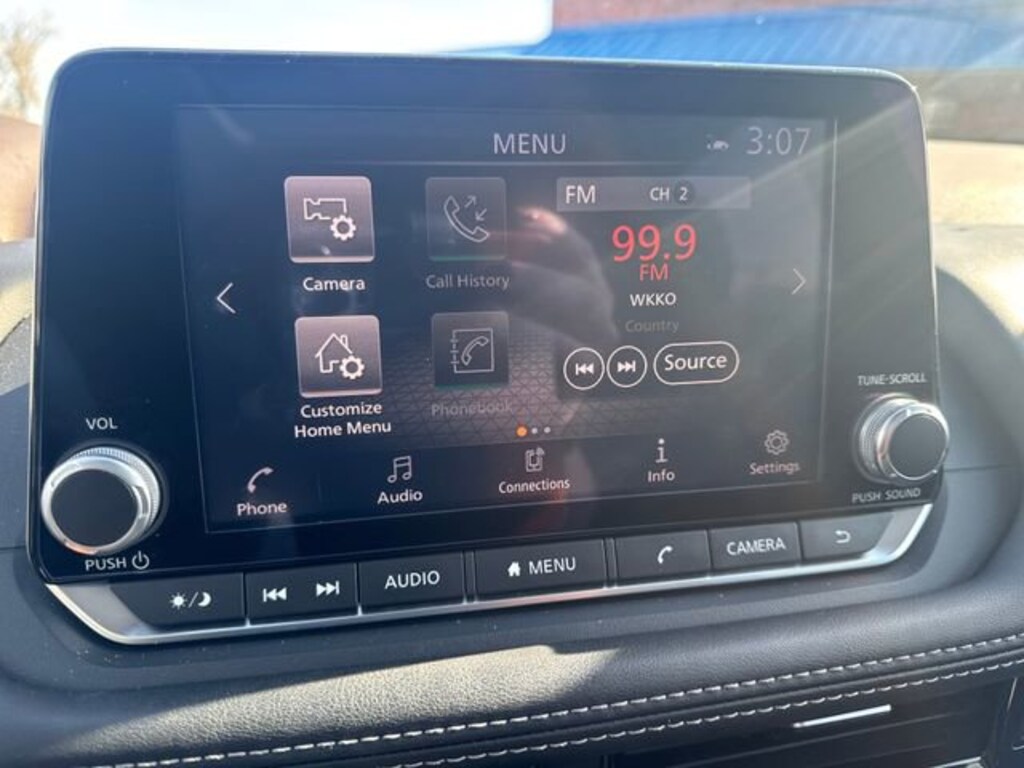 MENU
3:07
Camera
Call History
FM CH 2
99.9
FM
WKKO
Country
Source
Customize
Home Menu
Phonebook
Phone
Audio
Connections
Info
Settings
VOL
PUSH
TUNE-SCROLL
PUSH SOUND
AUDIO
MENU
CAMERA